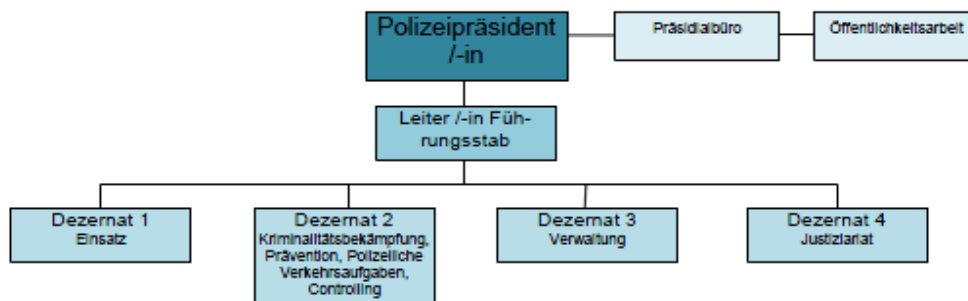 Polizeipräsident
/-in
Präsidialbüro
Öffentlichkeitsarbeit
Leiter /-in Füh-
rungsstab
Dezernat 1
Einsatz
Dezernat 2
Kriminalitätsbekämpfung,
Prävention, Polizeiliche
Verkehrsaufgaben,
Controlling
Dezernat 3
Verwaltung
Dezernat 4
Justiziariat